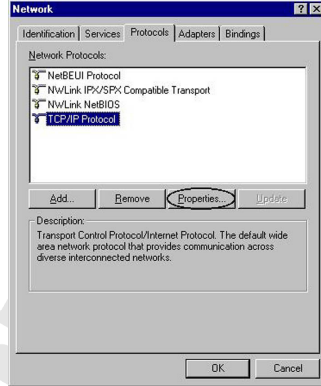 Network
Identification Services Protocols Adapters Bindings
Network Protocols:
NetBEUI Protocol
NWLink IPX/SPX Compatible Transport
NWLink NetBIOS
TCP/IP Protocol
Add... Remove Properties... Update
Description:
Transport Control Protocol/Internet Protocol. The default wide
area network protocol that provides communication across
diverse interconnected networks.
OK Cancel